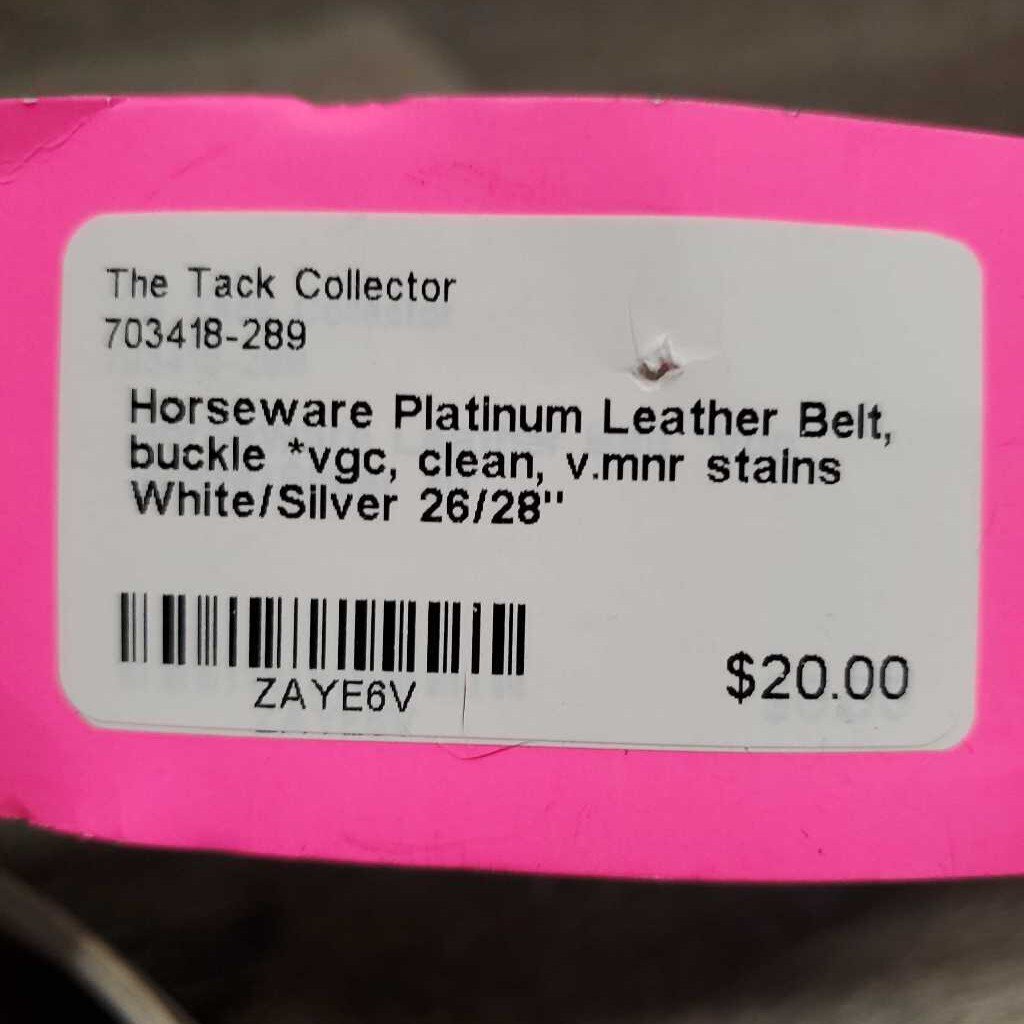 The Tack Collector
703418-289
Horseware Platinum Leather Belt,
buckle *vgc, clean, v.mnr stains
White/Silver 26/28"
ZAYE6V
$20.00